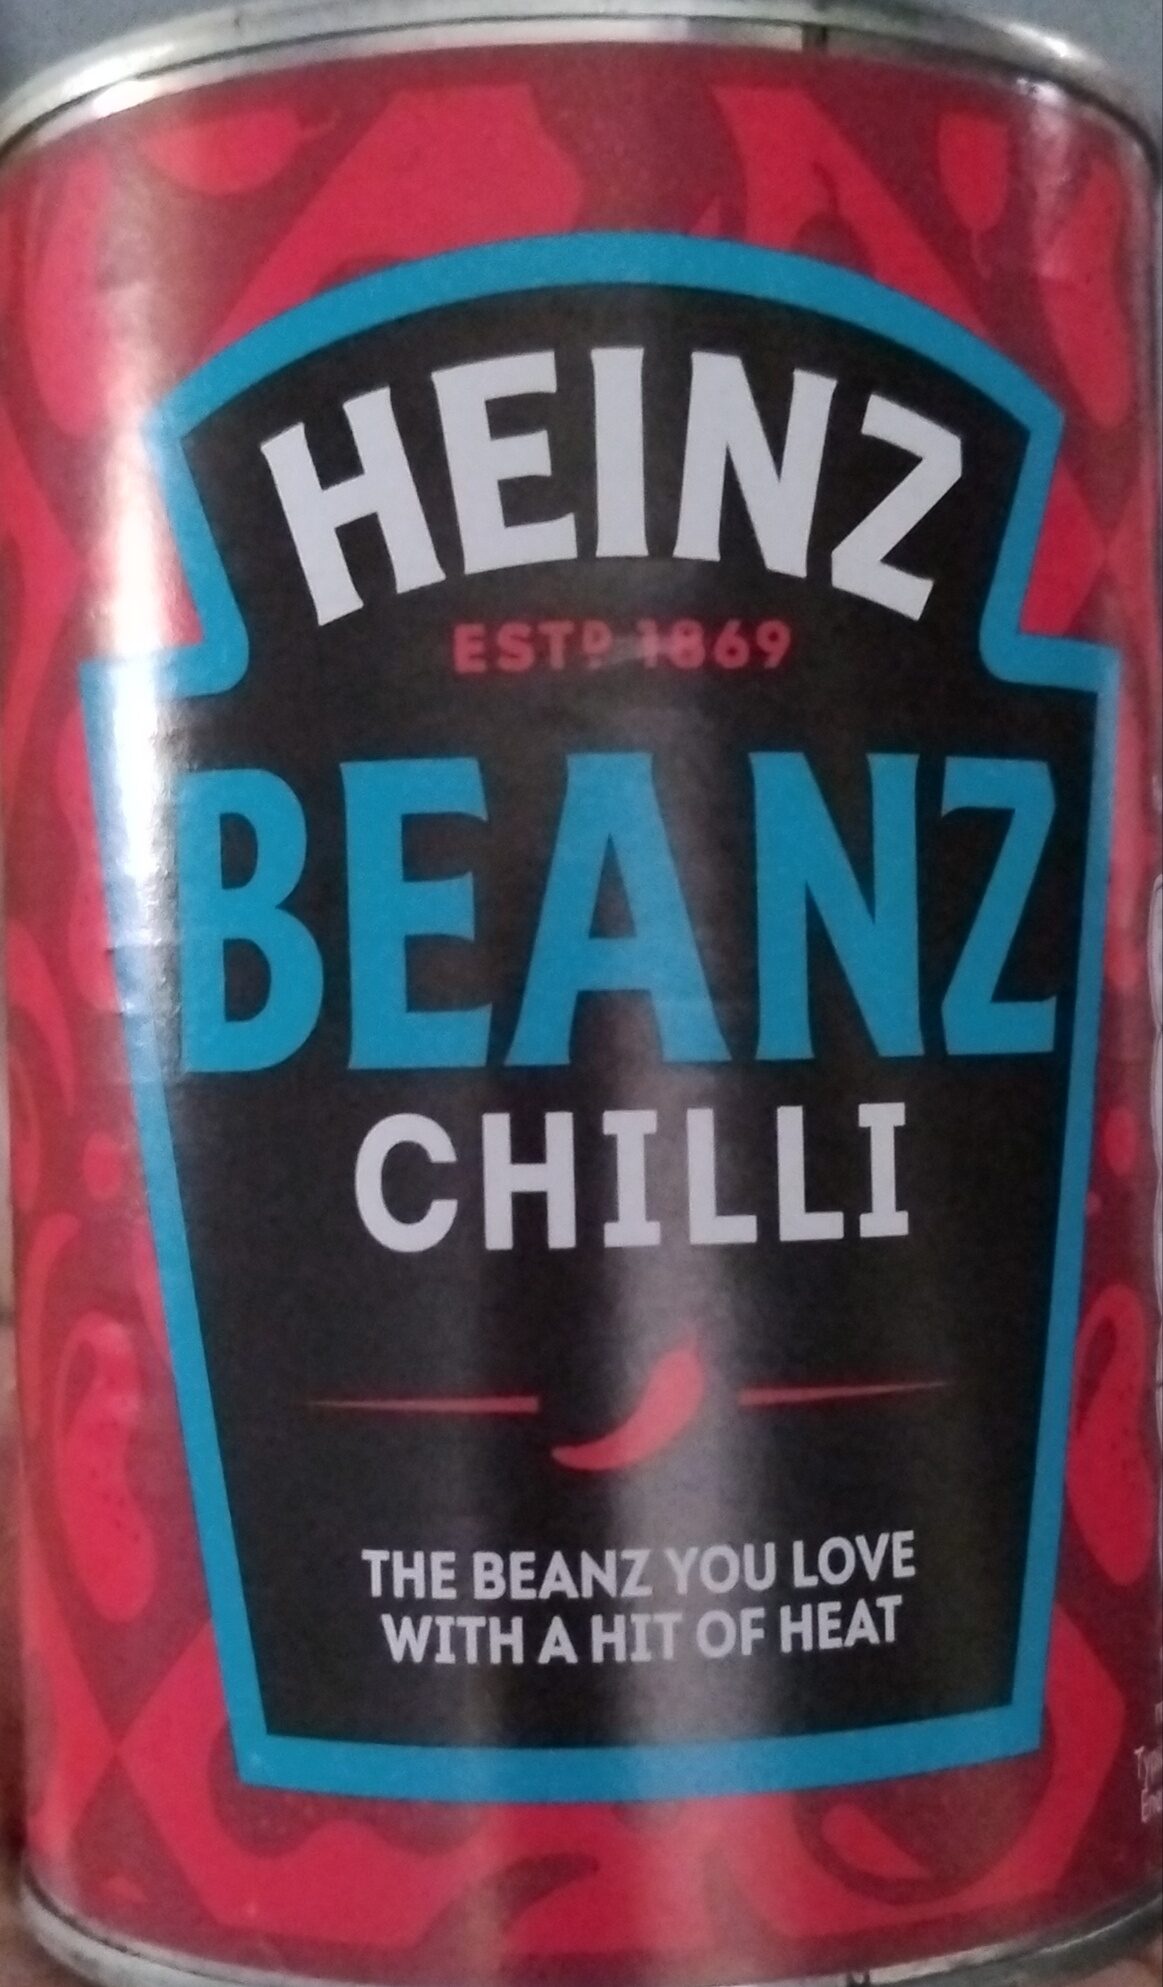 HEINZ
ESTD 1869
BEANZ
CHILLI
THE BEANZ YOU LOVE
WITH A HIT OF HEAT